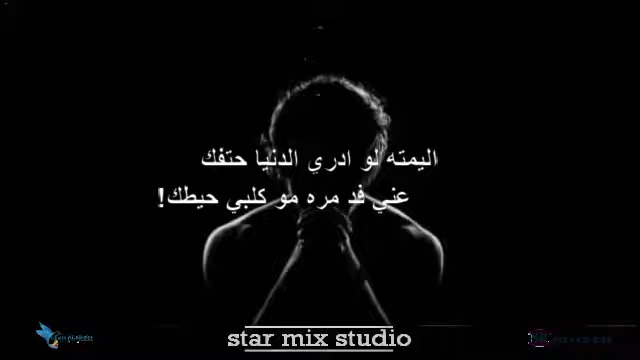 اليمته لو ادري الدنيا حتفك
عني فد مره مو كلبي حيطك!
star mix studio